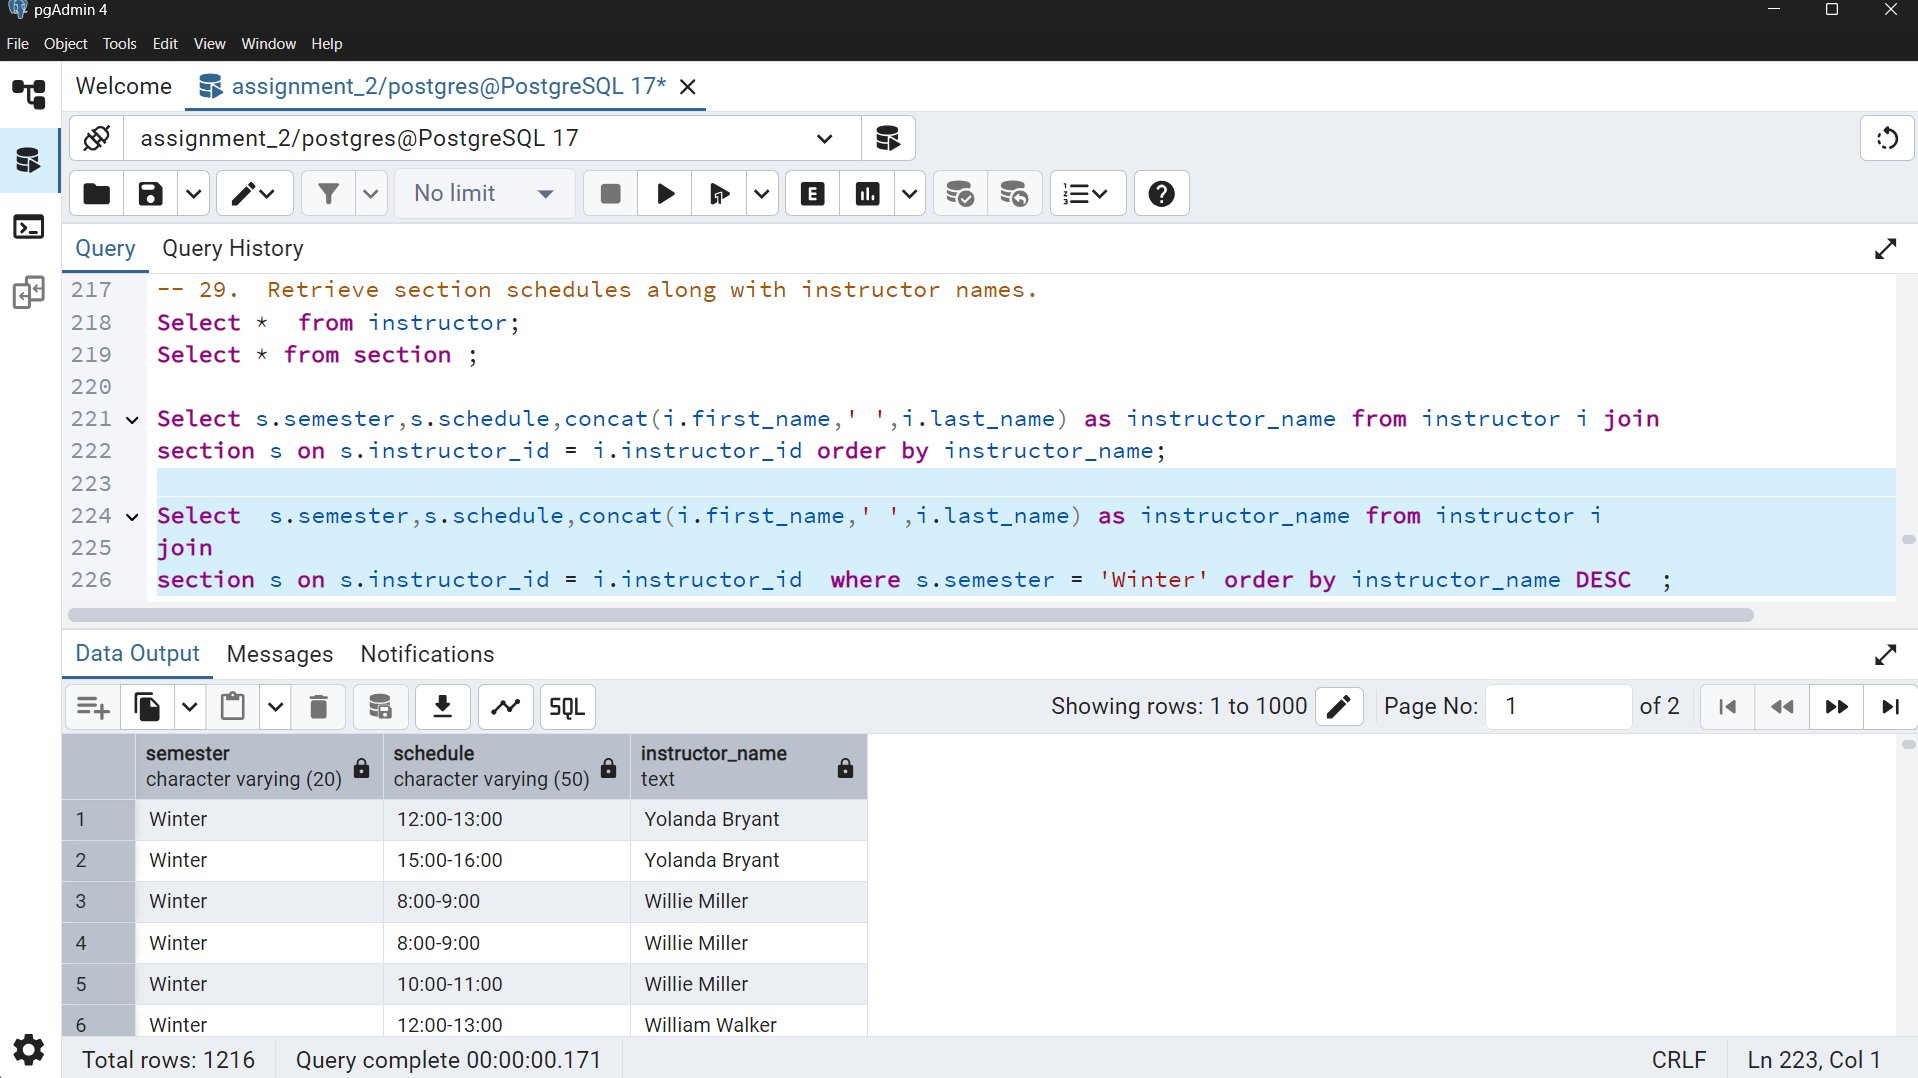 pgAdmin 4
File Object Tools Edit View Window Help
Welcome assignment_2/postgres@PostgreSQL 17*
assignment_2/postgres@PostgreSQL 17
No limit
E
Query Query History
217 -- 29.  Retrieve section schedules along with instructor names.
218 Select *  from instructor;
219 Select * from section ;
220
221 Select s.semester,s.schedule,concat(i.first_name,' ',i.last_name) as instructor_name from instructor i join
222 section s on s.instructor_id = i.instructor_id order by instructor_name;
223
224 Select  s.semester,s.schedule,concat(i.first_name,' ',i.last_name) as instructor_name from instructor i
225 join
226 section s on s.instructor_id = i.instructor_id  where s.semester = 'Winter' order by instructor_name DESC  ;
Data Output Messages Notifications
SQL Showing rows: 1 to 1000 Page No: 1 of 2
semester schedule instructor_name
character varying (20) character varying (50) text
1 Winter 12:00-13:00 Yolanda Bryant
2 Winter 15:00-16:00 Yolanda Bryant
3 Winter 8:00-9:00 Willie Miller
4 Winter 8:00-9:00 Willie Miller
5 Winter 10:00-11:00 Willie Miller
6 Winter 12:00-13:00 William Walker
Total rows: 1216 Query complete 00:00:00.171 CRLF Ln 223, Col 1